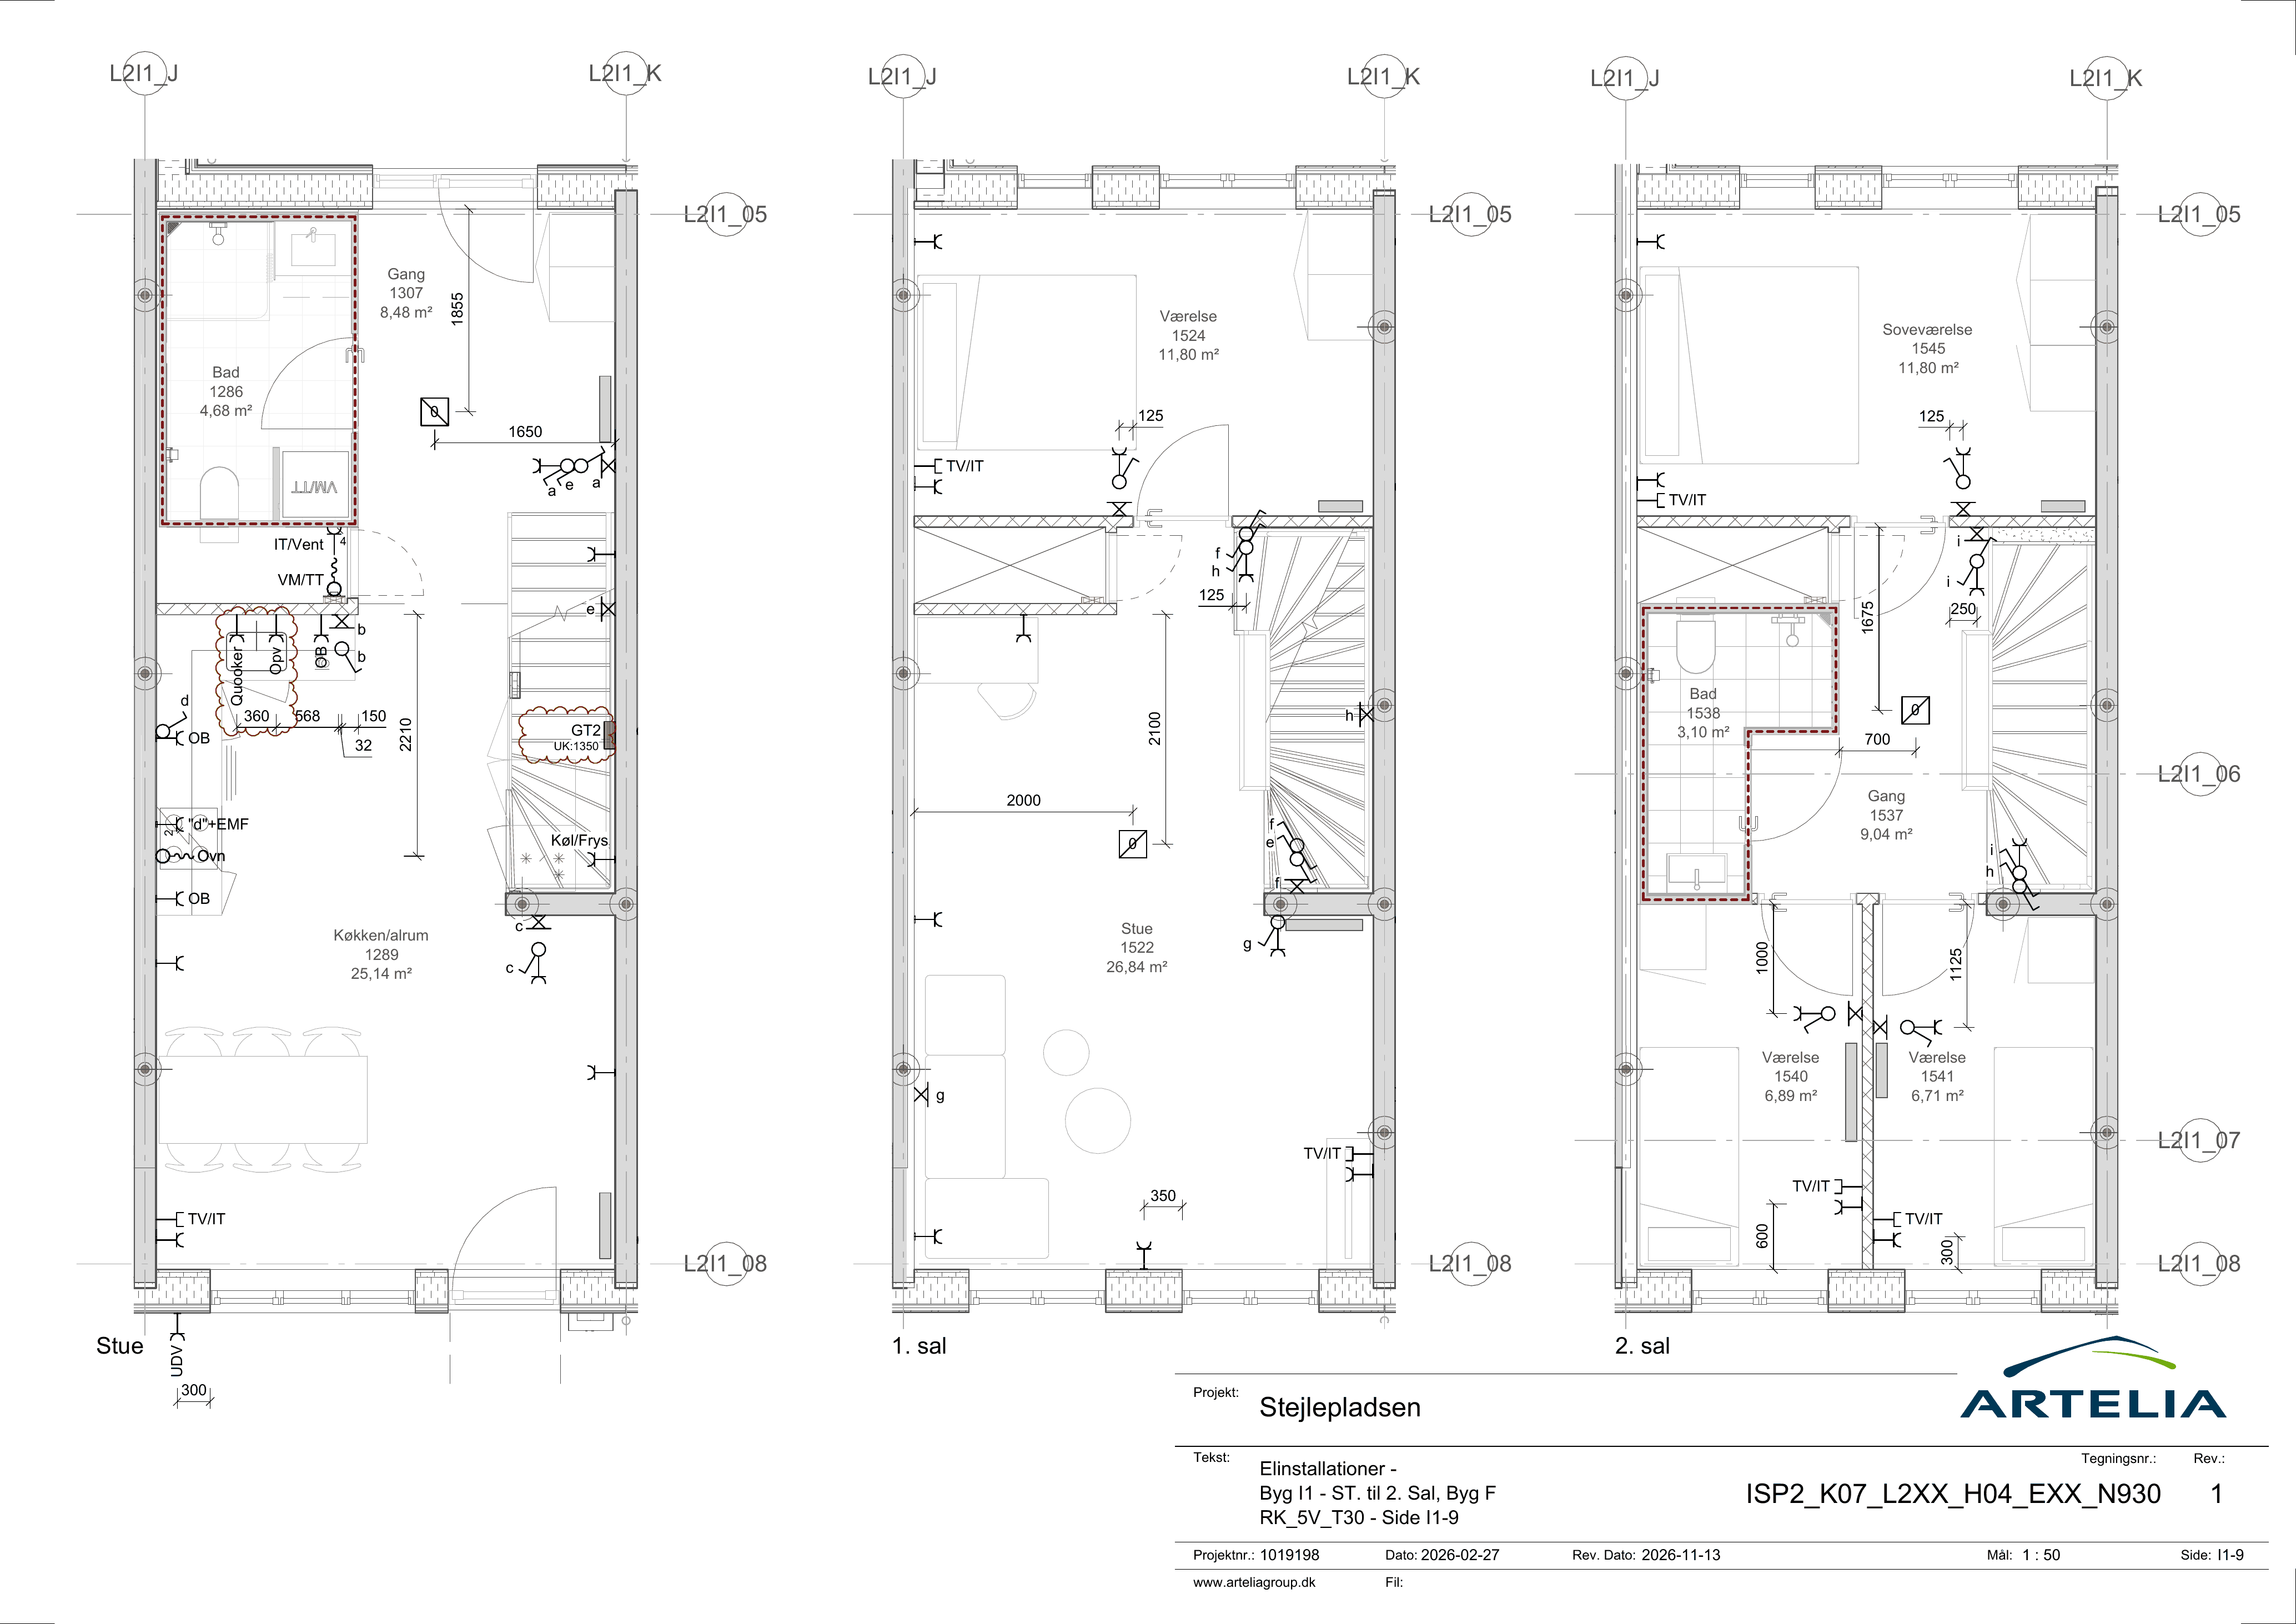 L2I1_J
L2I1_K
L2I1_J
L2I1_K
L2I1_J
L2I1_K
L2I1_05
L2I1_05
L2I1_05
Gang
1307
8,48 m²
1855
Bad
1286
4,68 m²
0
1650
a
e
a
VM/TT
IT/Vent
4
VM/TT
e
b
b
Quooker
Opv
OB
d
OB
360
568
150
32
2210
GT2
UK:1350
2
"d"+EMF
Ovn
Køl/Frys
OB
c
c
Køkken/alrum
1289
25,14 m²
TV/IT
L2I1_08
Stue
UDV
300
Værelse
1524
11,80 m²
125
TV/IT
f
h
125
h
2100
2000
0
f
e
f
g
Stue
1522
26,84 m²
g
TV/IT
350
L2I1_08
1. sal
Soveværelse
1545
11,80 m²
125
TV/IT
i
i
1675
250
Bad
1538
3,10 m²
0
700
L2I1_06
Gang
1537
9,04 m²
i
h
1000
1125
Værelse
1540
6,89 m²
Værelse
1541
6,71 m²
L2I1_07
TV/IT
TV/IT
600
300
L2I1_08
2. sal
ARTELIA
Projekt:
Stejlepladsen
Tekst:
Elinstallationer -
Byg I1 - ST. til 2. Sal, Byg F
RK_5V_T30 - Side I1-9
Tegningsnr.: Rev.:
ISP2_K07_L2XX_H04_EXX_N930 1
Projektnr.: 1019198 Dato: 2026-02-27 Rev. Dato: 2026-11-13 Mål: 1 : 50 Side: I1-9
www.arteliagroup.dk Fil: